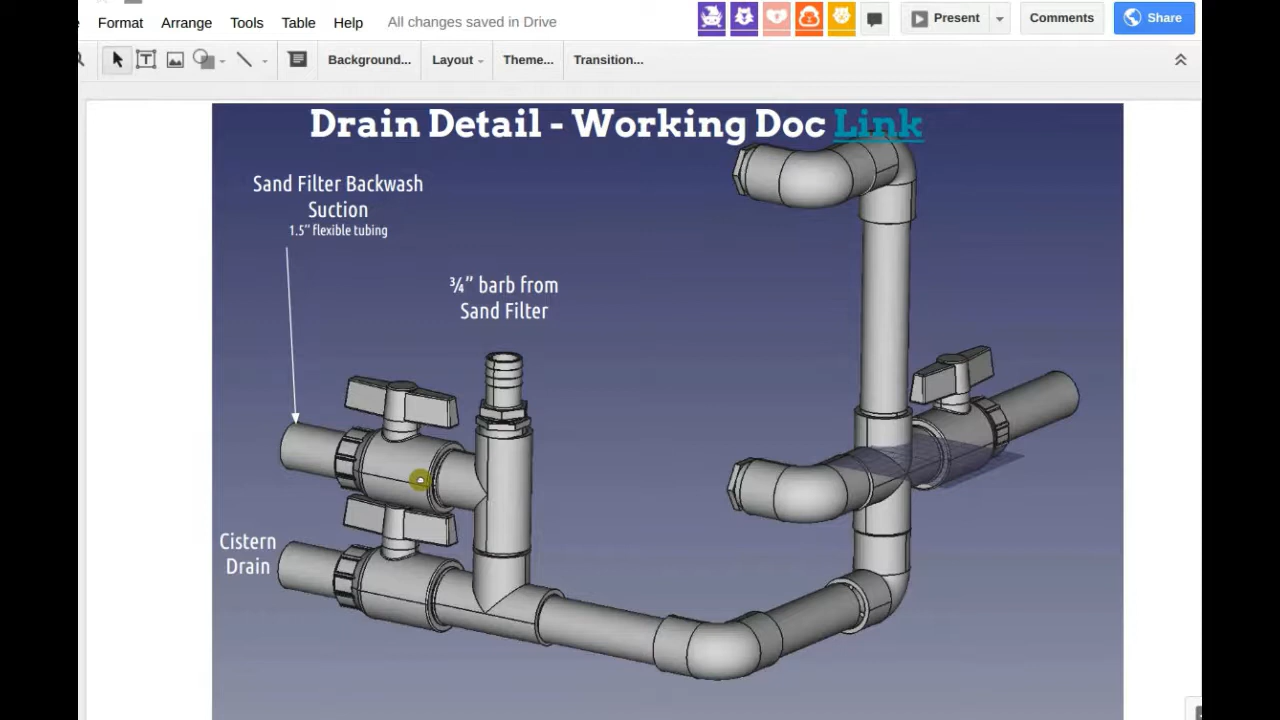 Format Arrange Tools Table Help All changes saved in Drive Present Comments Share
Background... Layout Theme... Transition...
Drain Detail - Working Doc Link
Sand Filter Backwash
Suction
1.5” flexible tubing
¾” barb from
Sand Filter
Cistern
Drain